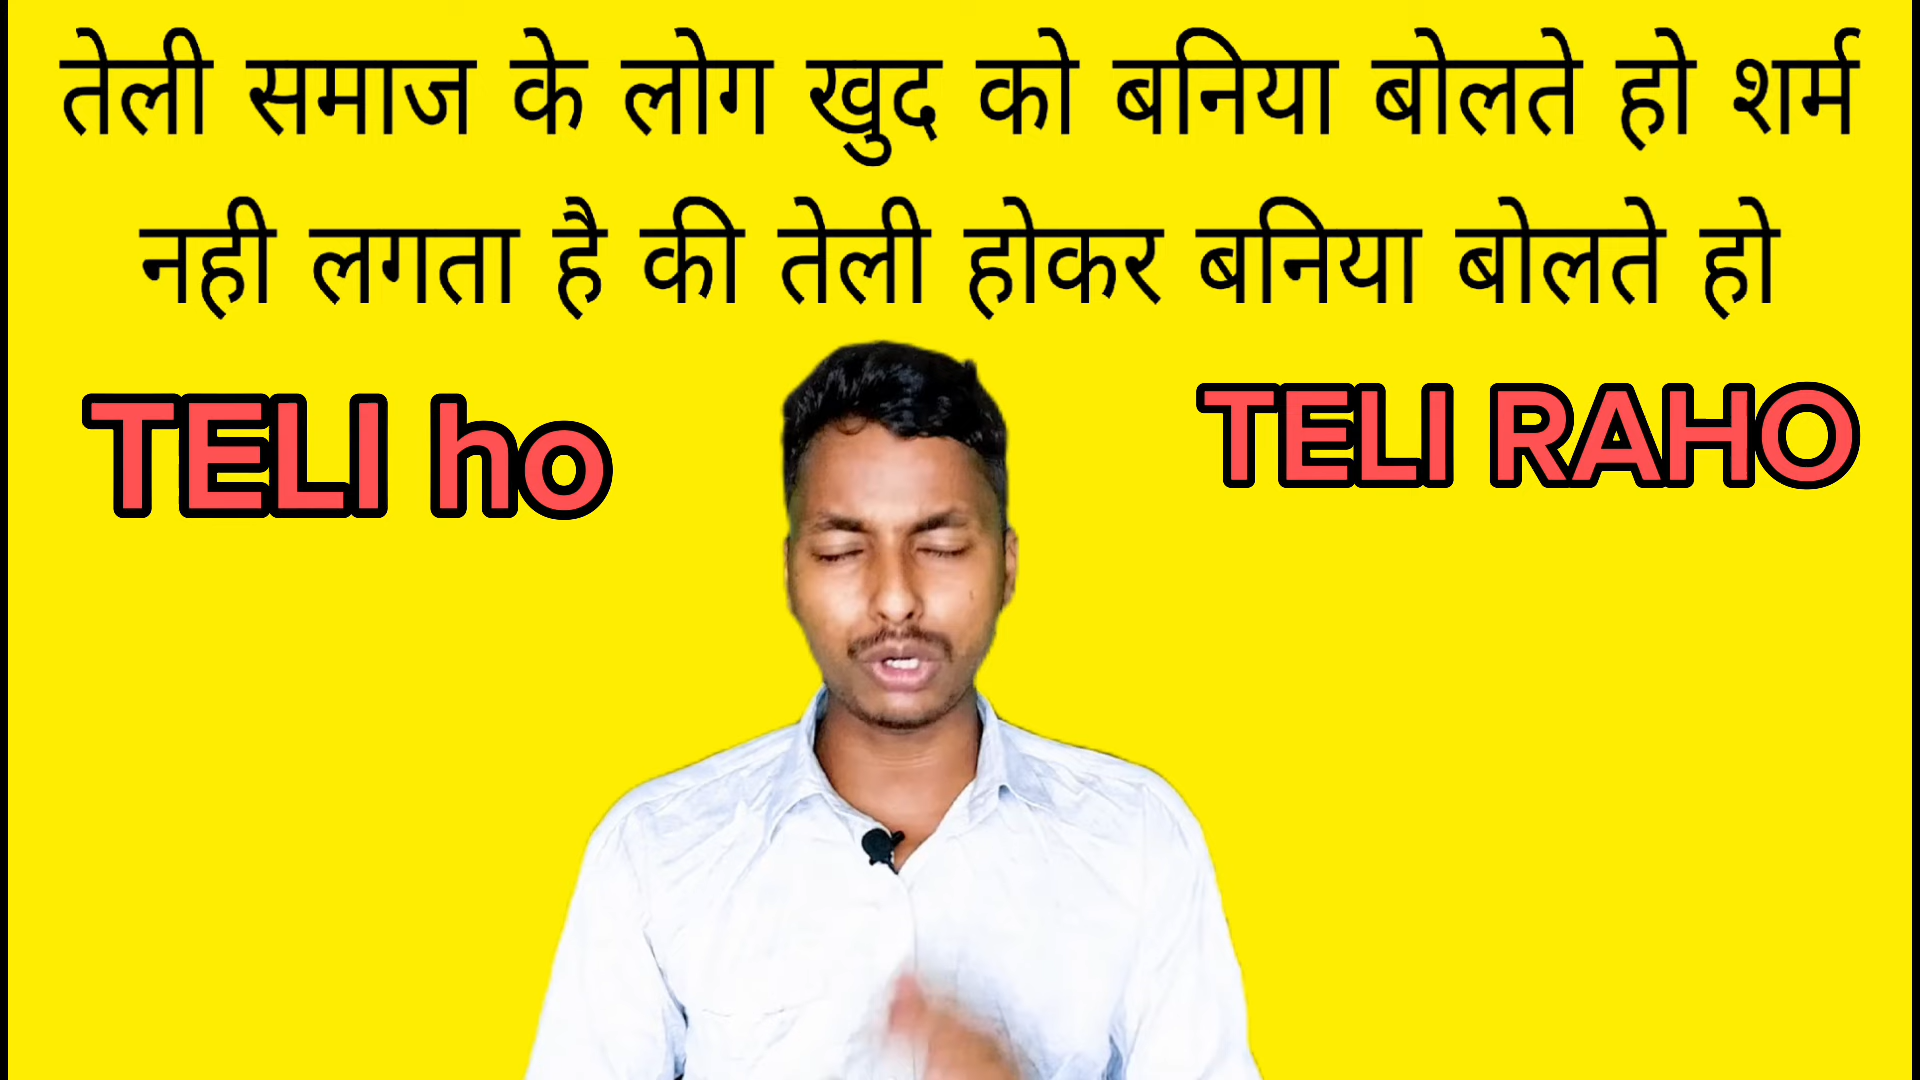 तेली समाज के लोग खुद को बनिया बोलते हो शर्म
नही लगता है की तेली होकर बनिया बोलते हो
TELI ho
TELI RAHO